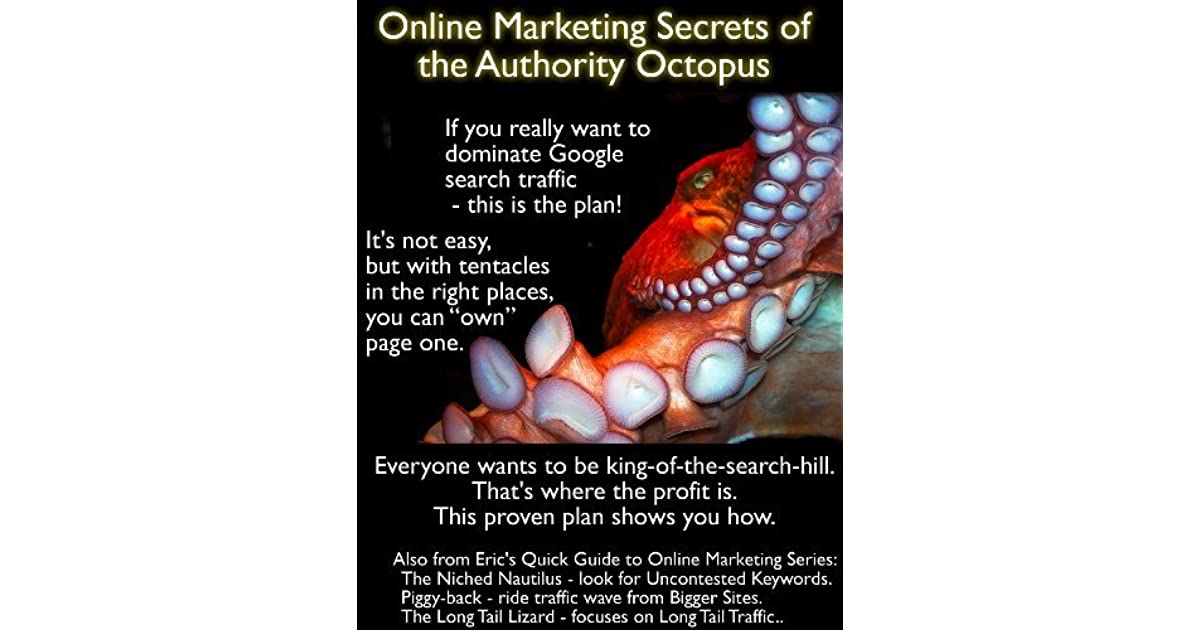 Online Marketing Secrets of
the Authority Octopus
If you really want to
dominate Google
search traffic
- this is the plan!
It's not easy,
but with tentacles
in the right places,
you can “own”
page one.
Everyone wants to be king-of-the-search-hill.
That's where the profit is.
This proven plan shows you how.
Also from Eric's Quick Guide to Online Marketing Series:
The Niched Nautilus - look for Uncontested Keywords.
Piggy-back - ride traffic wave from Bigger Sites.
The Long Tail Lizard - focuses on Long Tail Traffic..